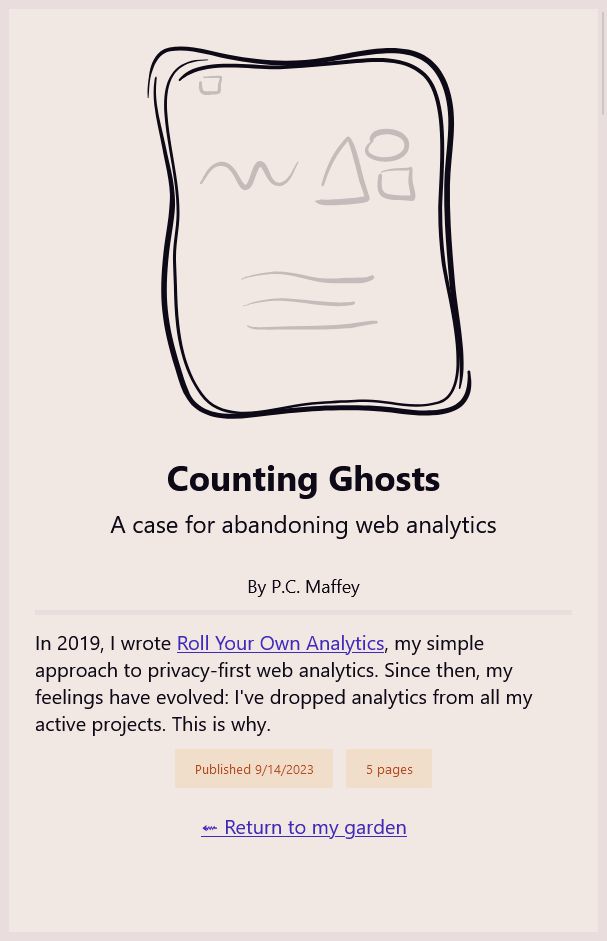 Counting Ghosts
A case for abandoning web analytics
By P.C. Maffey
In 2019, I wrote Roll Your Own Analytics, my simple
approach to privacy-first web analytics. Since then, my
feelings have evolved: I've dropped analytics from all my
active projects. This is why.
Published 9/14/2023
5 pages
⬳ Return to my garden